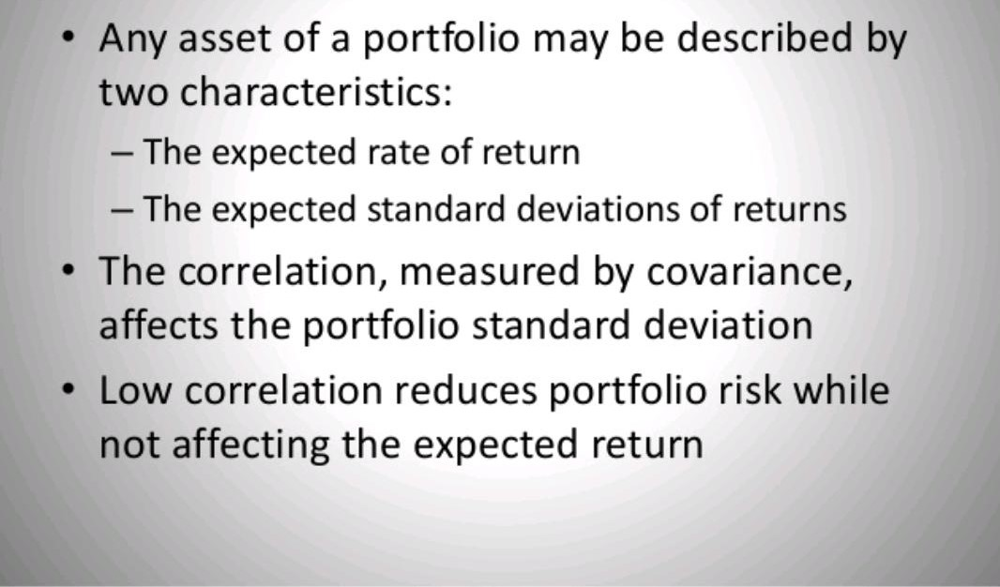 • Any asset of a portfolio may be described by
two characteristics:
– The expected rate of return
– The expected standard deviations of returns
• The correlation, measured by covariance,
affects the portfolio standard deviation
• Low correlation reduces portfolio risk while
not affecting the expected return